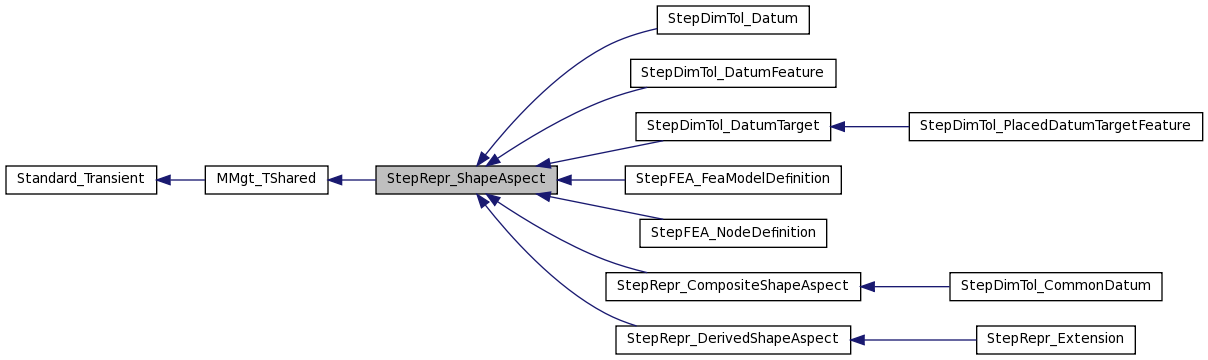 StepDimTol_Datum
StepDimTol_DatumFeature
StepDimTol_DatumTarget
StepDimTol_PlacedDatumTargetFeature
Standard_Transient
MMgt_TShared
StepRepr_ShapeAspect
StepFEA_FeaModelDefinition
StepFEA_NodeDefinition
StepRepr_CompositeShapeAspect
StepDimTol_CommonDatum
StepRepr_DerivedShapeAspect
StepRepr_Extension